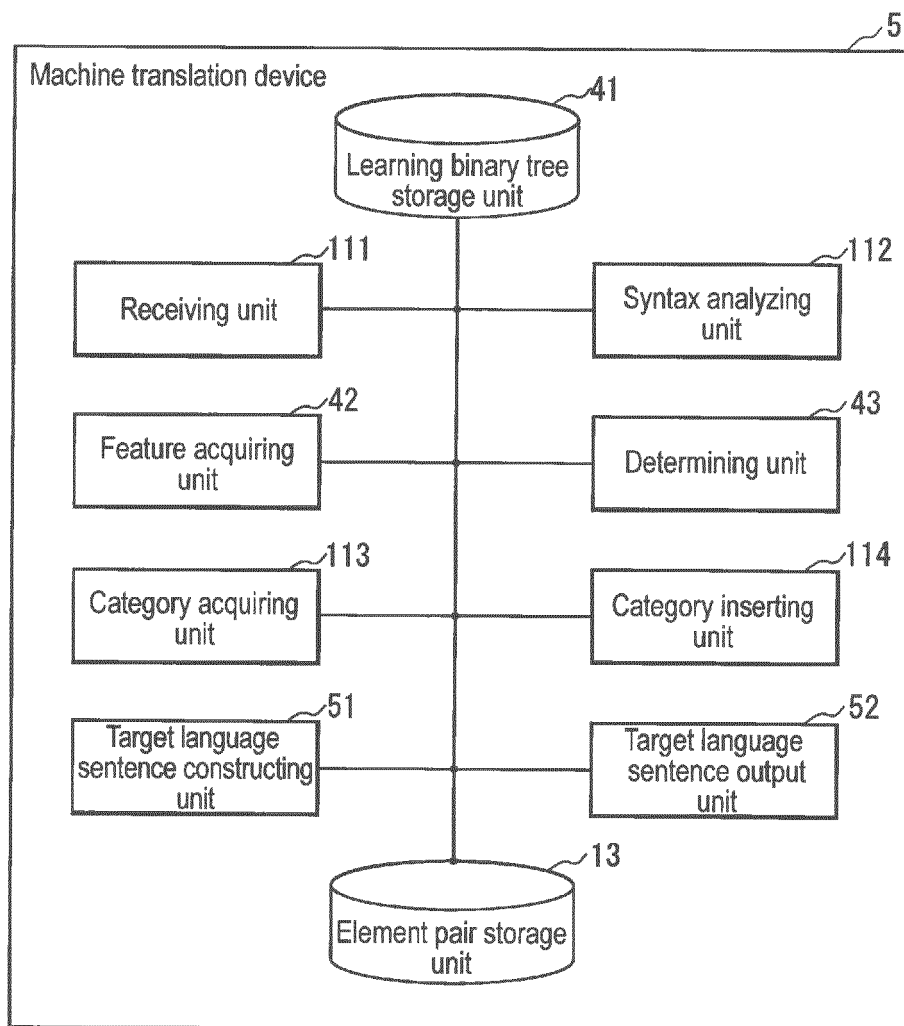 5
Machine translation device
41
Learning binary tree
storage unit
111
Receiving unit
112
Syntax analyzing
unit
42
Feature acquiring
unit
43
Determining unit
113
Category acquiring
unit
114
Category inserting
unit
51
Target language
sentence constructing
unit
52
Target language
sentence output
unit
13
Element pair storage
unit